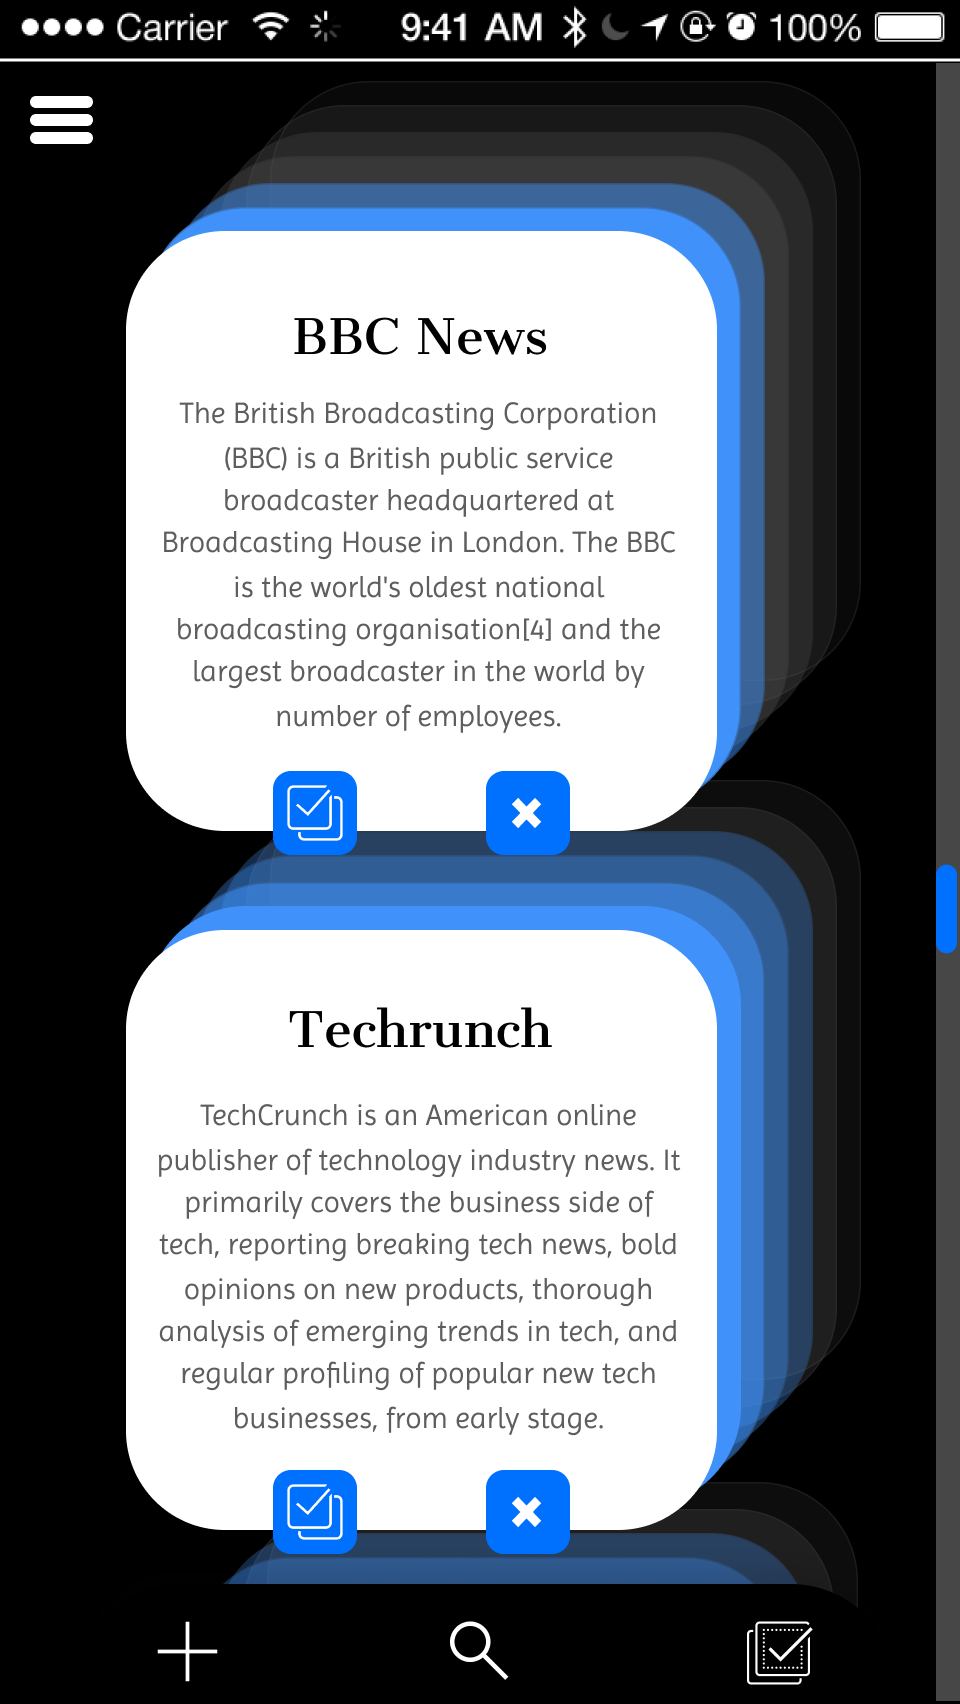 Carrier 9:41 AM 100%
BBC News
The British Broadcasting Corporation
(BBC) is a British public service
broadcaster headquartered at
Broadcasting House in London. The BBC
is the world's oldest national
broadcasting organisation[4] and the
largest broadcaster in the world by
number of employees.
Techrunch
TechCrunch is an American online
publisher of technology industry news. It
primarily covers the business side of
tech, reporting breaking tech news, bold
opinions on new products, thorough
analysis of emerging trends in tech, and
regular profiling of popular new tech
businesses, from early stage.